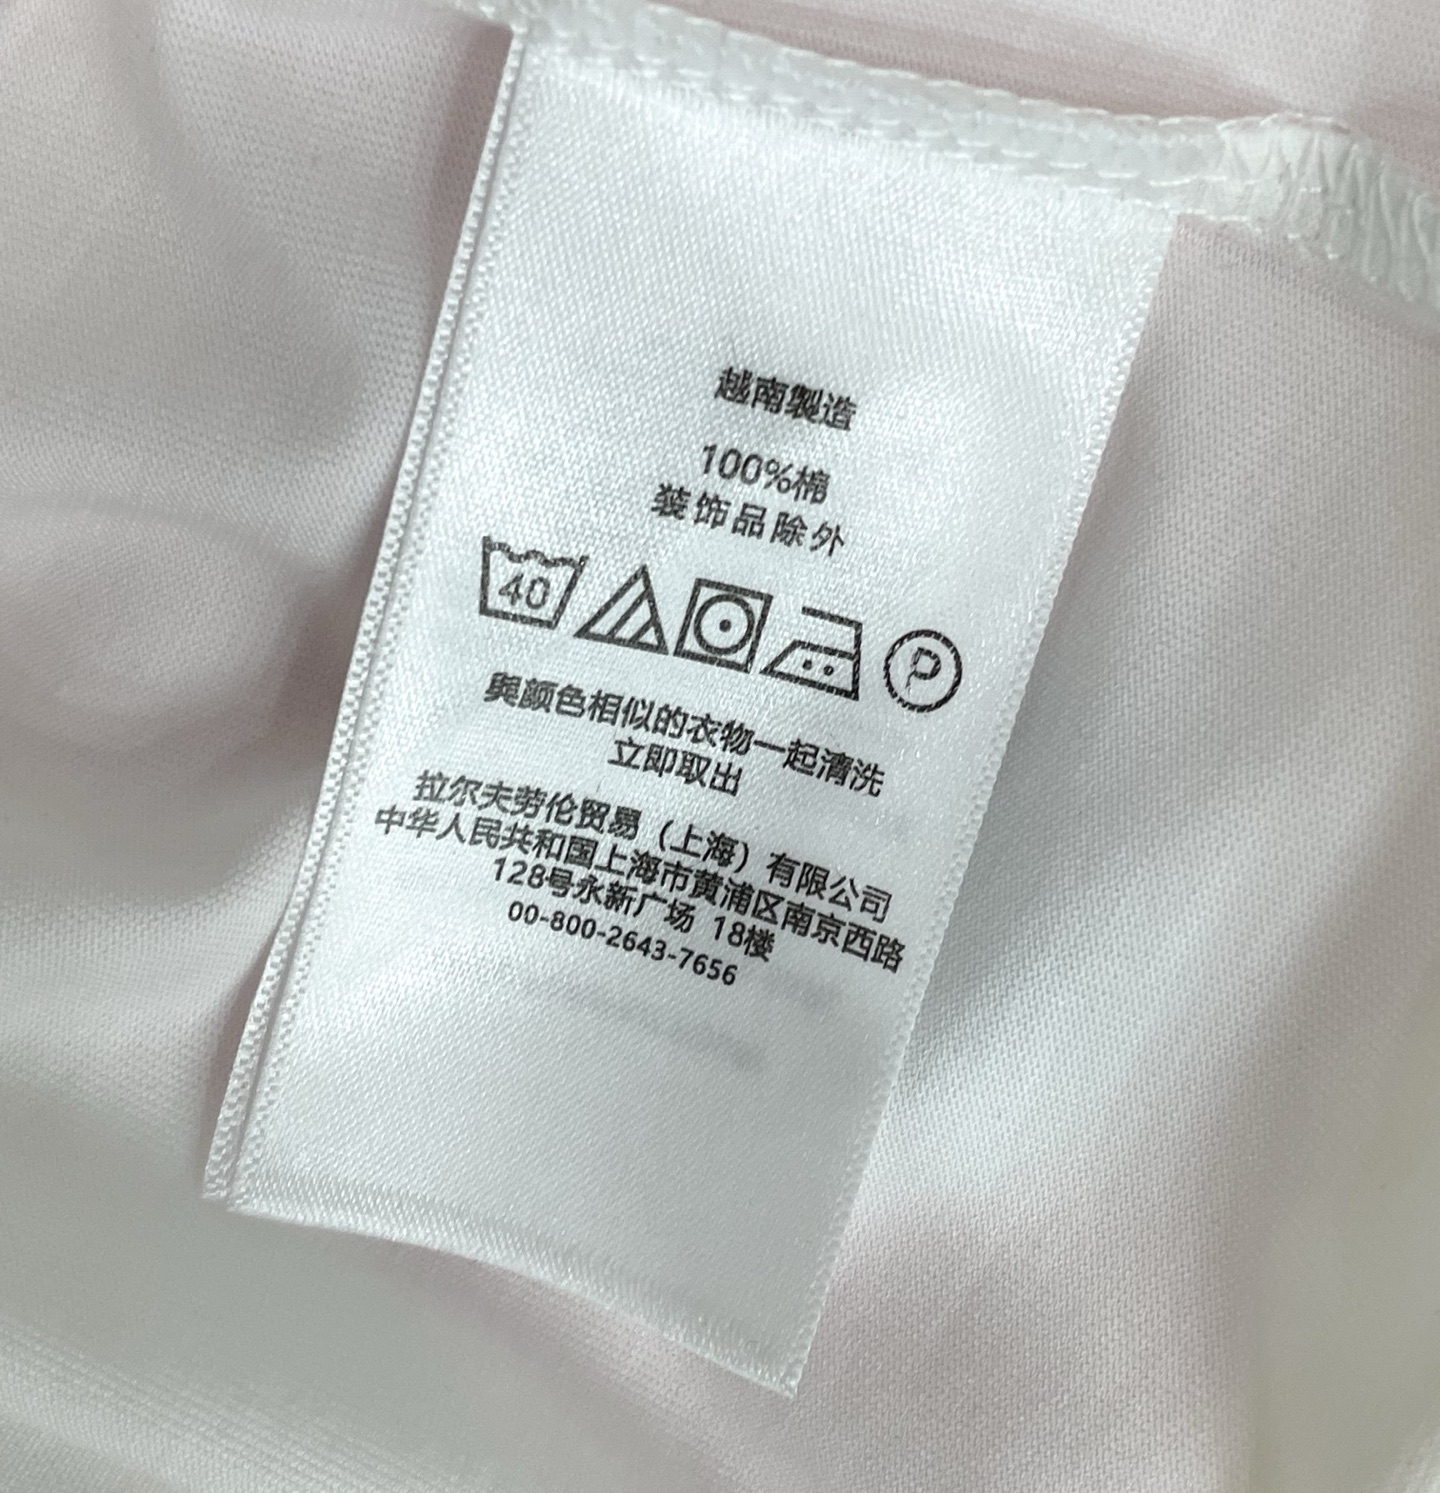 越南製造
100%棉
装饰品除外
40
P
與颜色相似的衣物一起清洗
立即取出
拉尔夫劳伦贸易（上海）有限公司
中华人民共和国上海市黄浦区南京西路
128号永新广场 18楼
00-800-2643-7656